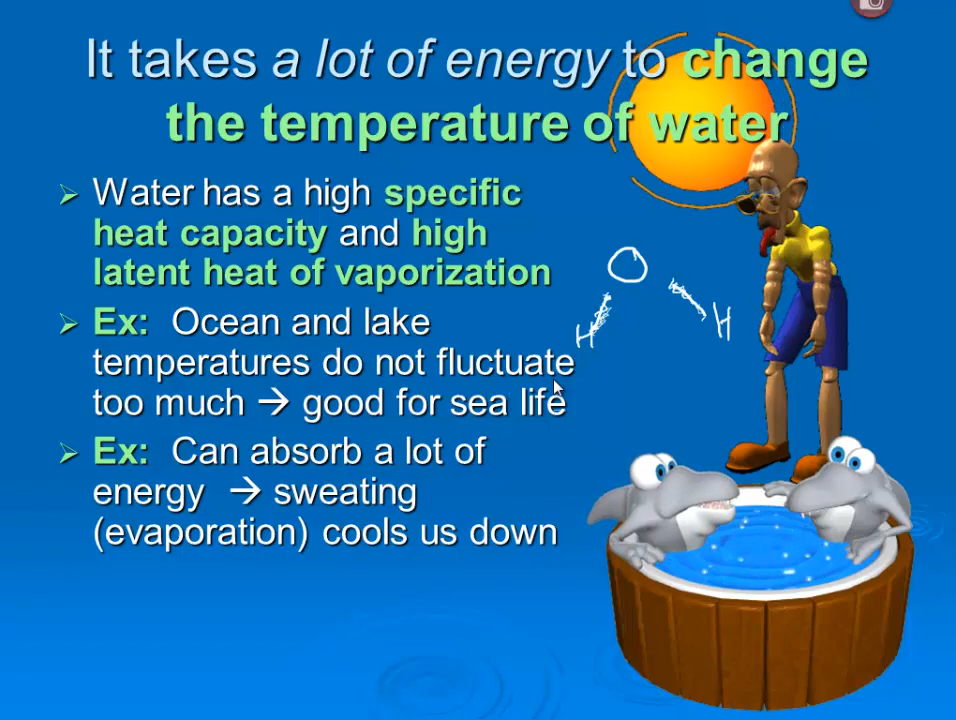 It takes a lot of energy to change
the temperature of water
Water has a high specific
heat capacity and high
latent heat of vaporization
Ex: Ocean and lake
temperatures do not fluctuate
too much → good for sea life
Ex: Can absorb a lot of
energy → sweating
(evaporation) cools us down
O
H H